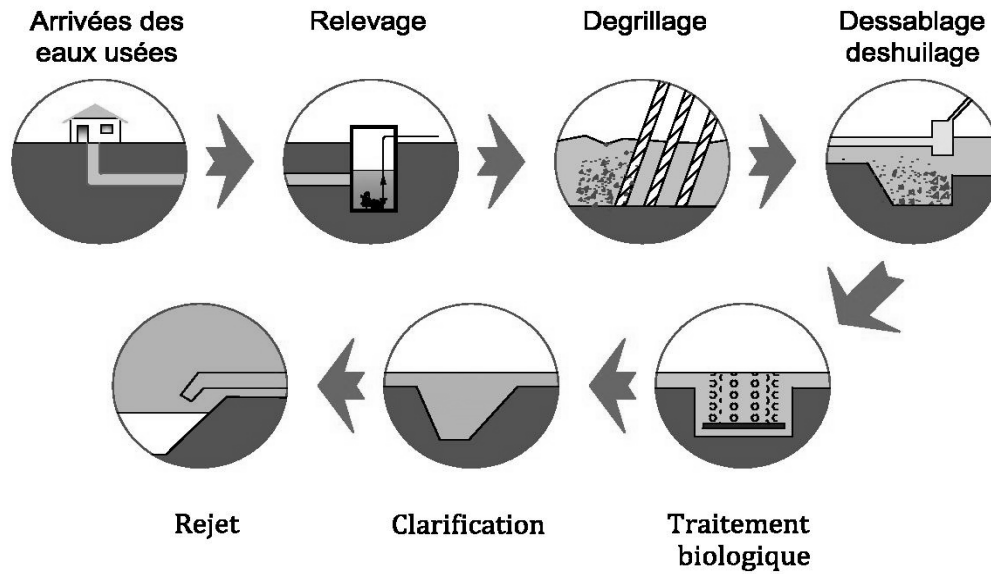 Arrivées des
eaux usées
Relevage
Degrillage
Dessablage
deshuilage
Rejet
Clarification
Traitement
biologique